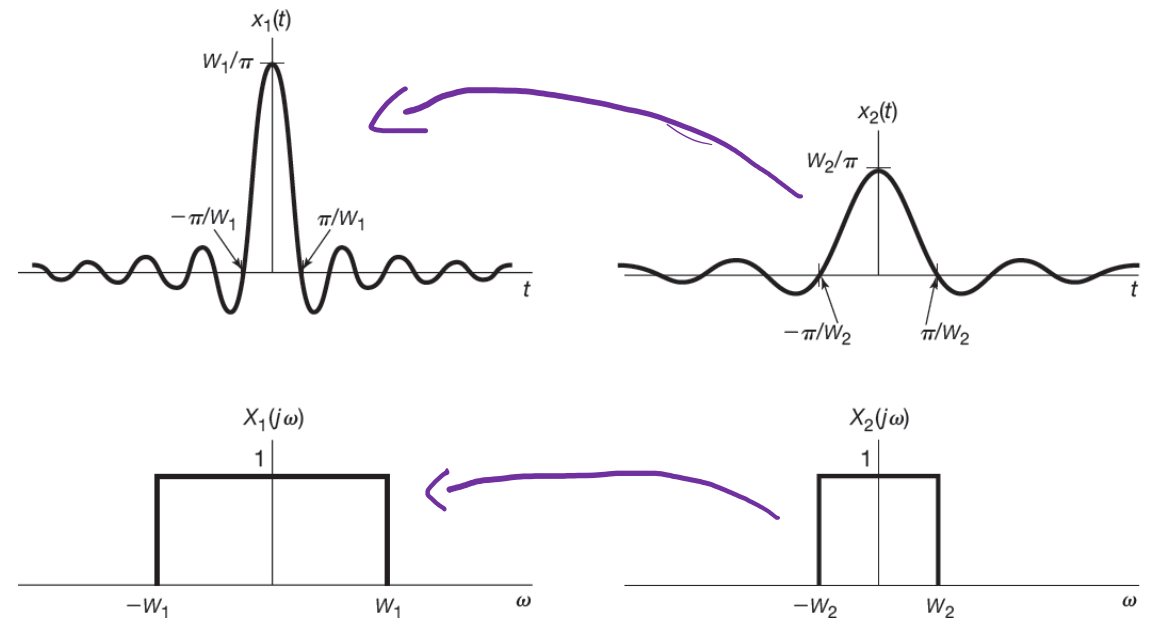 x₁(t)
W₁/π
−π/W₁
π/W₁
t
x₂(t)
W₂/π
−π/W₂
π/W₂
t
X₁(jω)
1
−W₁
W₁
ω
X₂(jω)
1
−W₂
W₂
ω